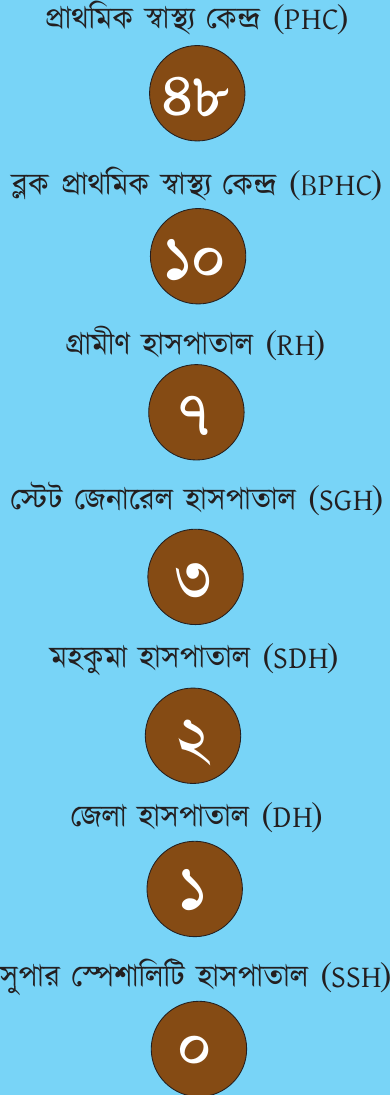 প্রাথমিক স্বাস্থ্য কেন্দ্র (PHC)
৪৮
ব্লক প্রাথমিক স্বাস্থ্য কেন্দ্র (BPHC)
১০
গ্রামীণ হাসপাতাল (RH)
৭
স্টেট জেনারেল হাসপাতাল (SGH)
৩
মহকুমা হাসপাতাল (SDH)
২
জেলা হাসপাতাল (DH)
১
সুপার স্পেশালিটি হাসপাতাল (SSH)
০